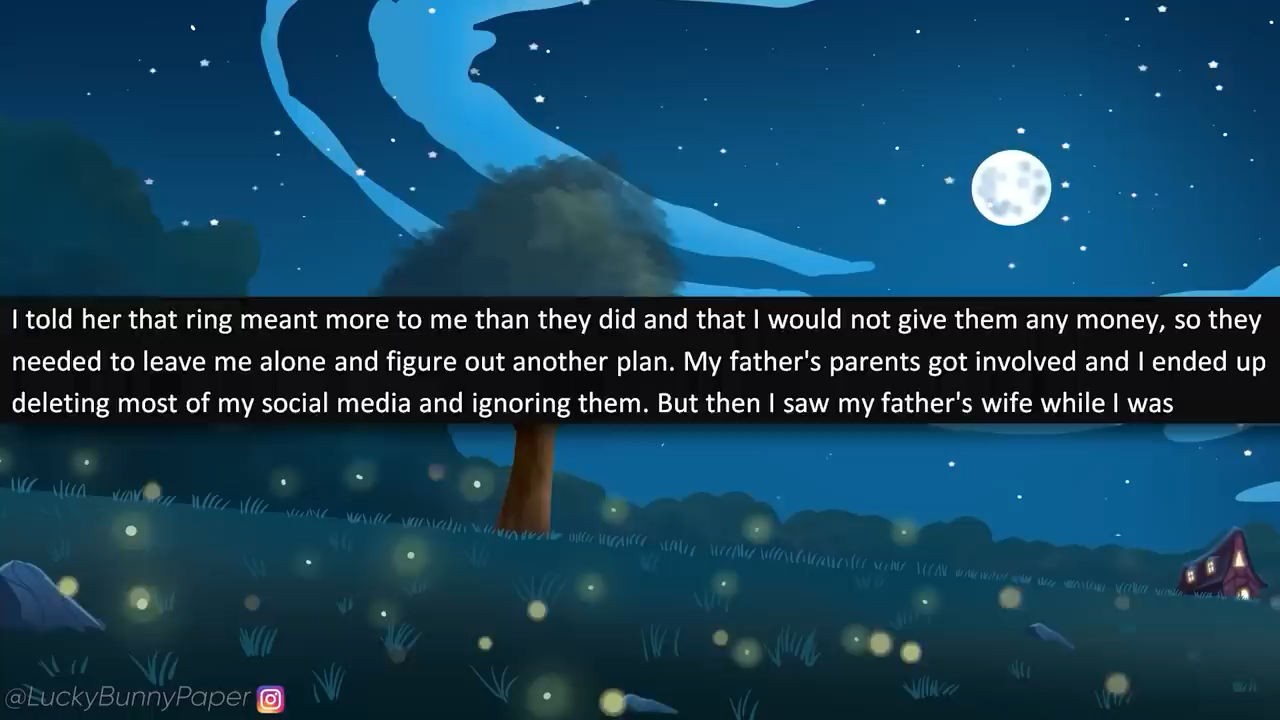 I told her that ring meant more to me than they did and that I would not give them any money, so they
needed to leave me alone and figure out another plan. My father's parents got involved and I ended up
deleting most of my social media and ignoring them. But then I saw my father's wife while I was
@LuckyBunnyPaper